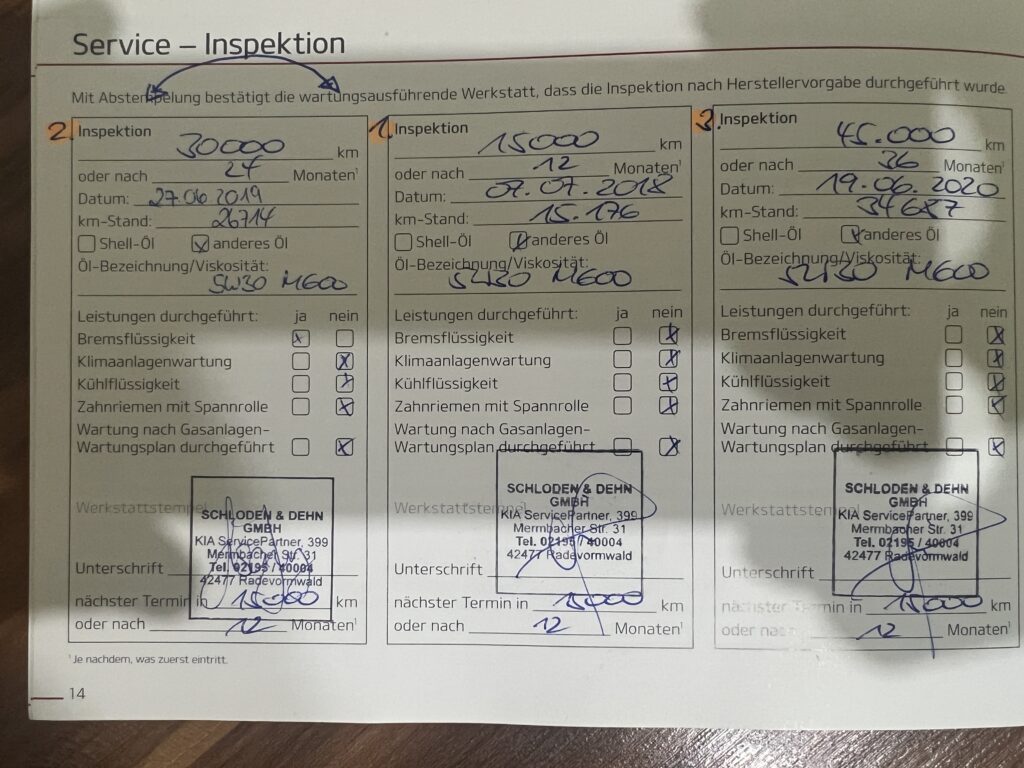 Service – Inspektion
Mit Abstempelung bestätigt die wartungsausführende Werkstatt, dass die Inspektion nach Herstellervorgabe durchgeführt wurde
2. Inspektion
30000 km
oder nach 24 Monaten¹
Datum: 27.06 2019
km-Stand: 26714
Shell-Öl anderes Öl
Öl-Bezeichnung/Viskosität:
5W30 M600
Leistungen durchgeführt: ja nein
Bremsflüssigkeit
Klimaanlagenwartung
Kühlflüssigkeit
Zahnriemen mit Spannrolle
Wartung nach Gasanlagen-
Wartungsplan durchgeführt
Werkstattstempel
SCHLODEN & DEHN
GMBH
KIA ServicePartner, 399
Mermbacher Str. 31
Tel. 02195 / 40004
42477 Radevormwald
Unterschrift
nächster Termin in 15000 km
oder nach 12 Monaten¹
1. Inspektion
15000 km
oder nach 12 Monaten¹
Datum: 07.07.2018
km-Stand: 15.176
Shell-Öl anderes Öl
Öl-Bezeichnung/Viskosität:
5W30 M600
Leistungen durchgeführt: ja nein
Bremsflüssigkeit
Klimaanlagenwartung
Kühlflüssigkeit
Zahnriemen mit Spannrolle
Wartung nach Gasanlagen-
Wartungsplan durchgeführt
Werkstattstempel¹
SCHLODEN & DEHN
GMBH
KIA ServicePartner, 399
Mermbacher Str. 31
Tel. 02195 / 40004
42477 Radevormwald
Unterschrift
nächster Termin in 15000 km
oder nach 12 Monaten¹
3. Inspektion
45.000 km
oder nach 36 Monaten¹
Datum: 19.06.2020
km-Stand: 34687
Shell-Öl anderes Öl
Öl-Bezeichnung/Viskosität:
5W30 M600
Leistungen durchgeführt: ja nein
Bremsflüssigkeit
Klimaanlagenwartung
Kühlflüssigkeit
Zahnriemen mit Spannrolle
Wartung nach Gasanlagen-
Wartungsplan durchgeführt
Werkstattstempel
SCHLODEN & DEHN
GMBH
KIA ServicePartner, 399
Mermbacher Str. 31
Tel. 02195 / 40004
42477 Radevormwald
Unterschrift
nächster Termin in 15000 km
oder nach 12 Monaten¹
¹ Je nachdem, was zuerst eintritt.
14